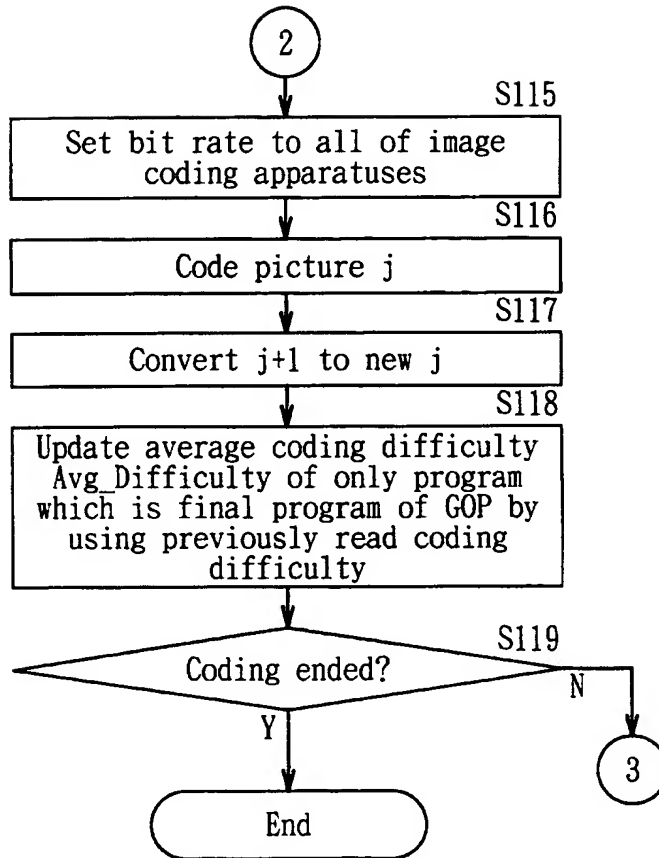 2
S115
Set bit rate to all of image
coding apparatuses
S116
Code picture j
S117
Convert j+1 to new j
S118
Update average coding difficulty
Avg_Difficulty of only program
which is final program of GOP by
using previously read coding
difficulty
S119
Coding ended?
N
Y
3
End